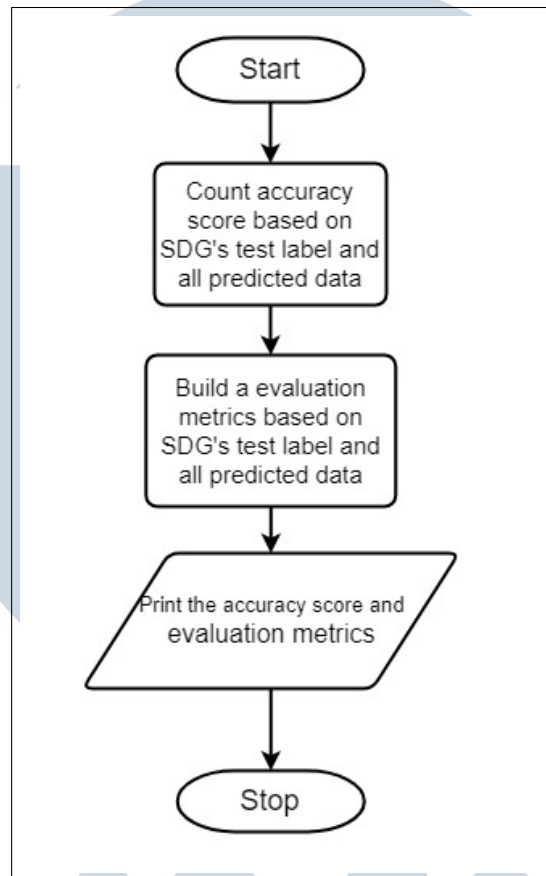 Start
Count accuracy
score based on
SDG's test label and
all predicted data
Build a evaluation
metrics based on
SDG's test label and
all predicted data
Print the accuracy score and
evaluation metrics
Stop